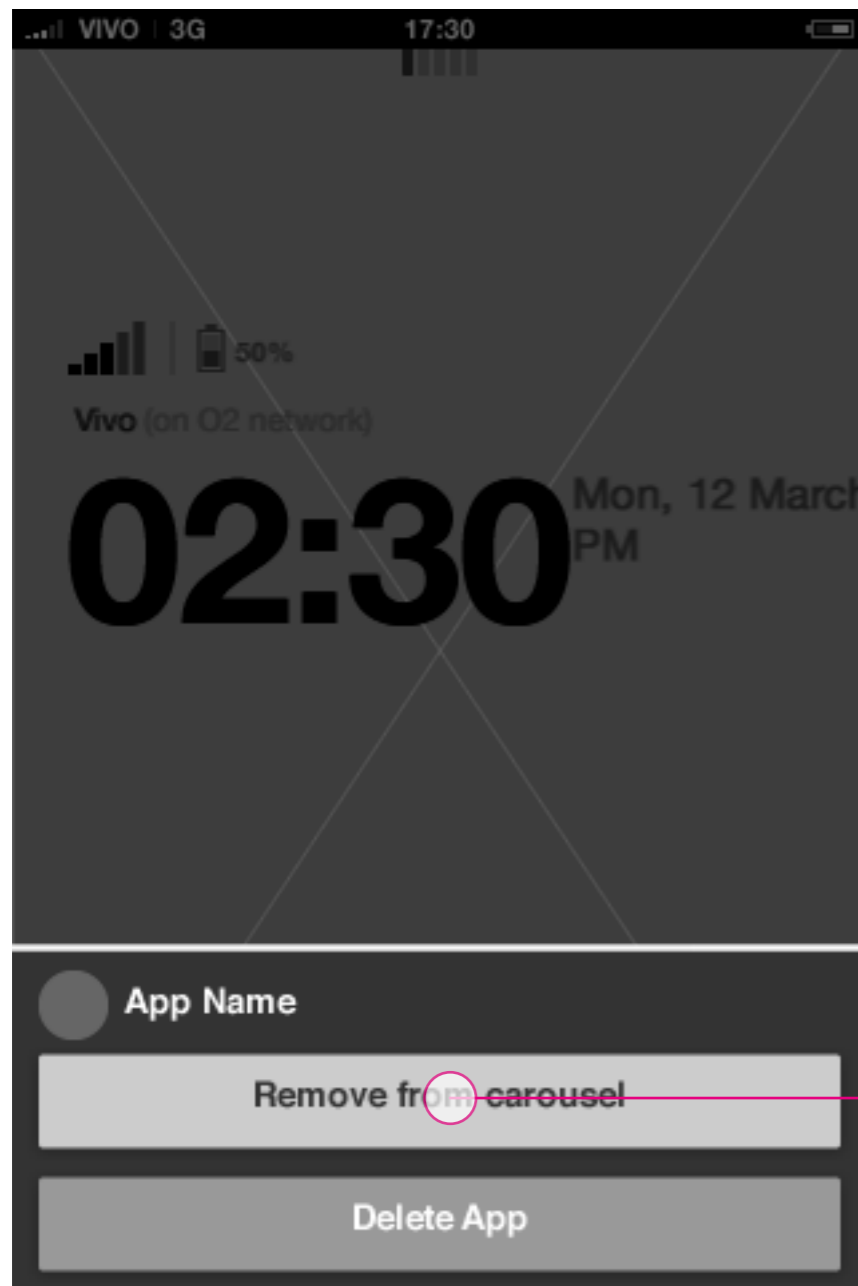 VIVO 3G 17:30
50%
Vivo (on O2 network)
02:30 Mon, 12 March
PM
App Name
Remove from carousel
Delete App